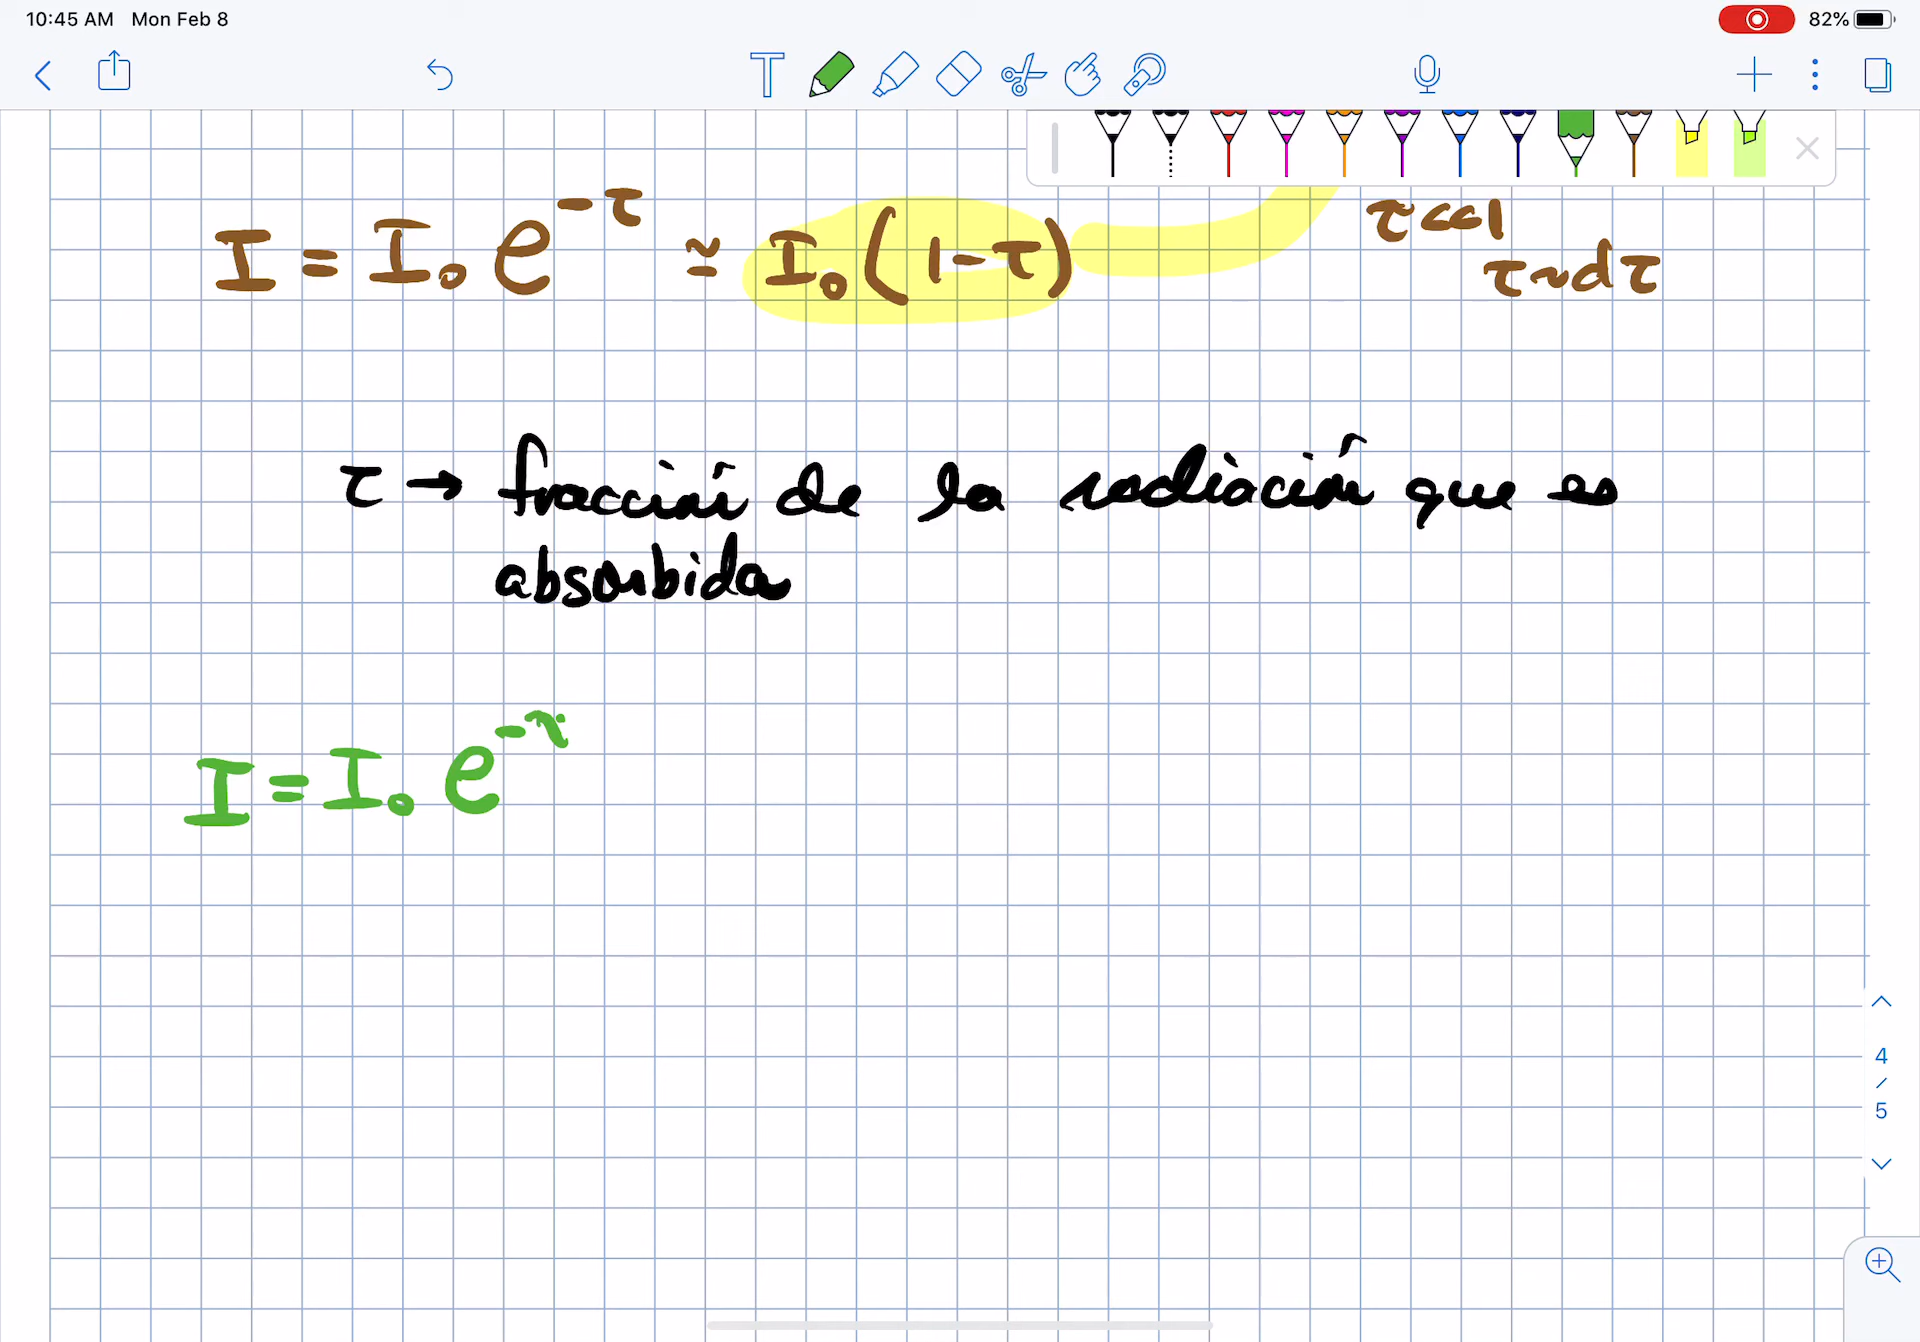 10:45 AM Mon Feb 8 82%
I = I₀ e^{-τ} ≃ I₀(1-τ) τ<<1
τ~dτ
τ → fracción de la radiación que es
absorbida
I = I₀ e
4
/
5